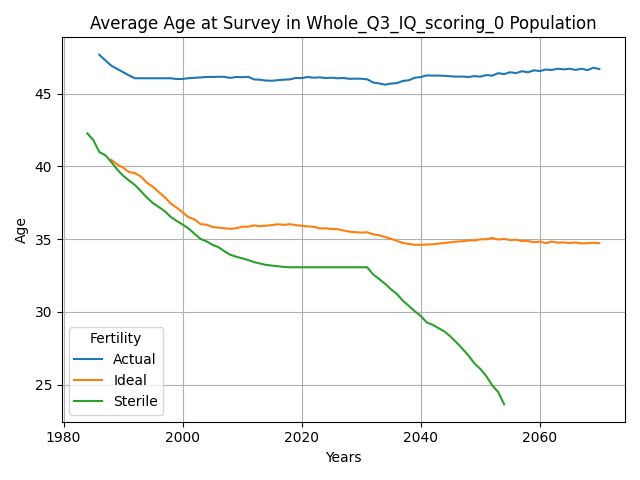 Average Age at Survey in Whole_Q3_IQ_scoring_0 Population
Age
45
40
35
30
25
Fertility
Actual
Ideal
Sterile
1980
2000
2020
2040
2060
Years